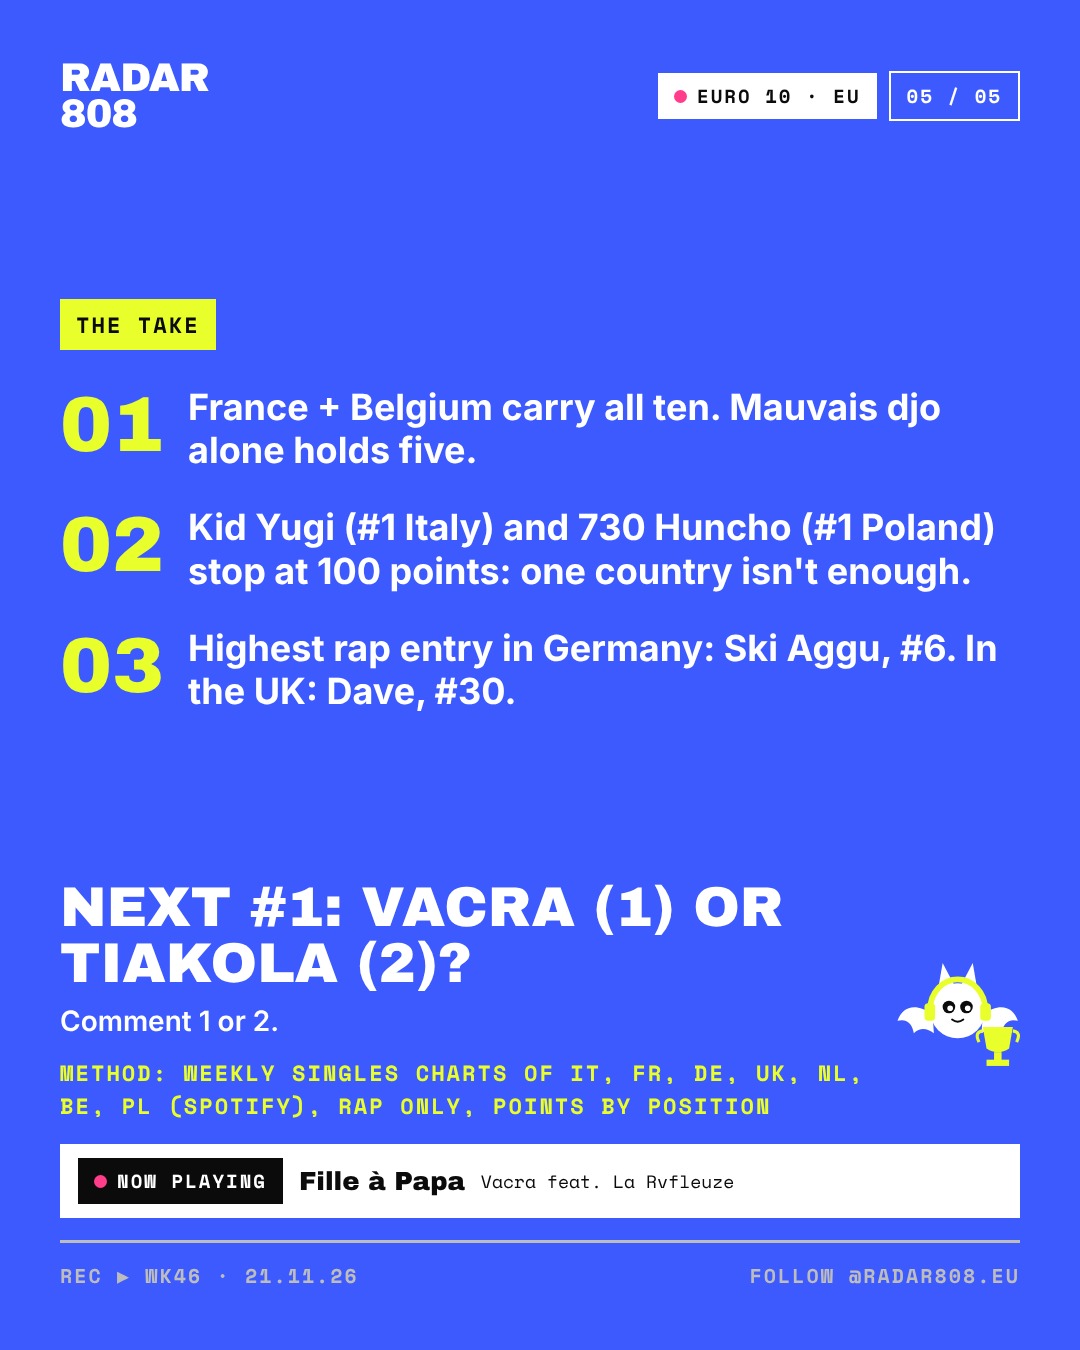 RADAR
808
EURO 10 · EU
05 / 05
THE TAKE
01
France + Belgium carry all ten. Mauvais djo
alone holds five.
02
Kid Yugi (#1 Italy) and 730 Huncho (#1 Poland)
stop at 100 points: one country isn't enough.
03
Highest rap entry in Germany: Ski Aggu, #6. In
the UK: Dave, #30.
NEXT #1: VACRA (1) OR
TIAKOLA (2)?
Comment 1 or 2.
METHOD: WEEKLY SINGLES CHARTS OF IT, FR, DE, UK, NL,
BE, PL (SPOTIFY), RAP ONLY, POINTS BY POSITION
NOW PLAYING Fille à Papa Vacra feat. La Rvfleuze
REC ▶ WK46 · 21.11.26
FOLLOW @RADAR808.EU